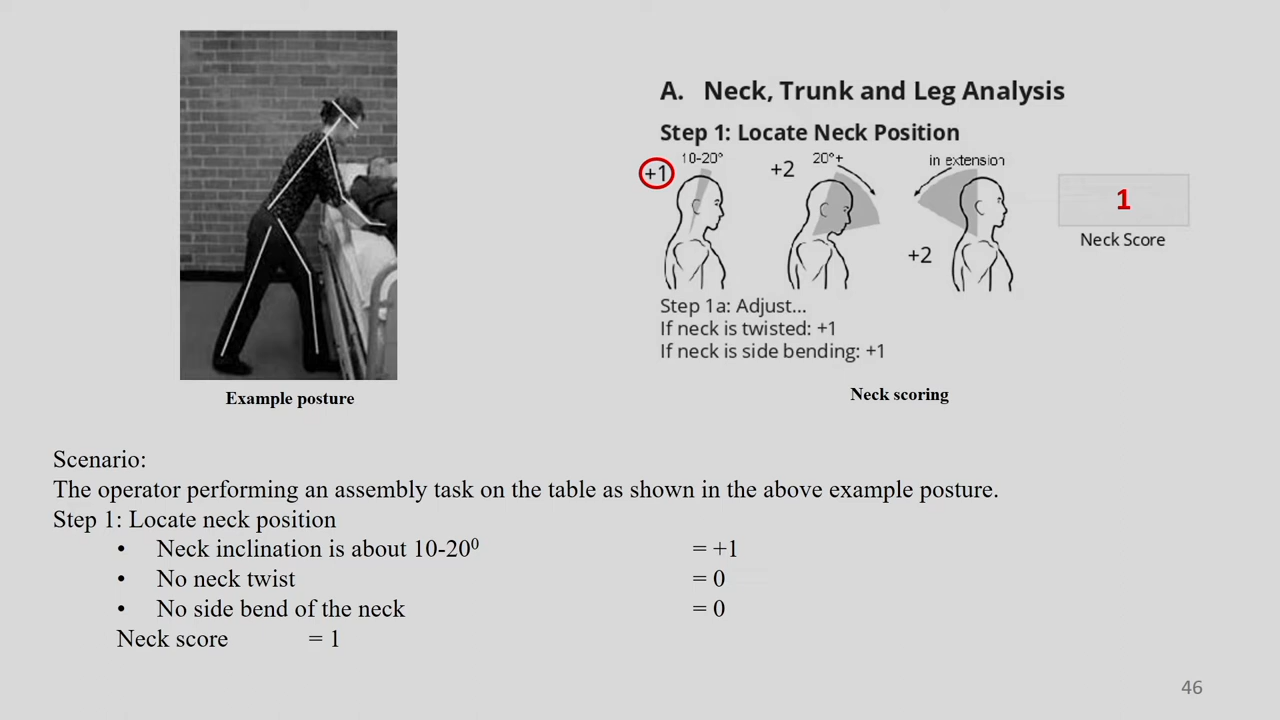 A. Neck, Trunk and Leg Analysis
Step 1: Locate Neck Position
+1 10-20° +2 20°+ in extension
+2
1
Neck Score
Step 1a: Adjust...
If neck is twisted: +1
If neck is side bending: +1
Example posture
Neck scoring
Scenario:
The operator performing an assembly task on the table as shown in the above example posture.
Step 1: Locate neck position
• Neck inclination is about 10-20⁰ = +1
• No neck twist = 0
• No side bend of the neck = 0
Neck score = 1
46